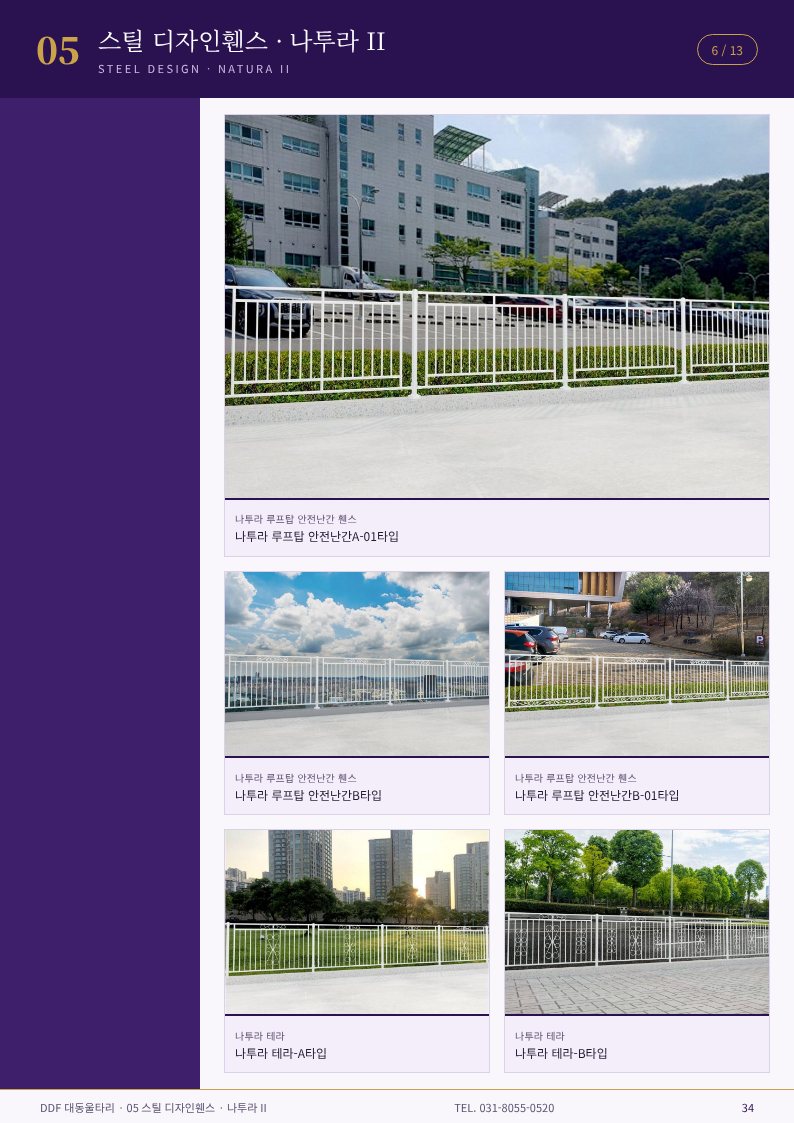 05
스틸 디자인휀스 · 나투라 II
STEEL DESIGN · NATURA II
6 / 13
나투라 루프탑 안전난간 휀스
나투라 루프탑 안전난간A-01타입
나투라 루프탑 안전난간 휀스
나투라 루프탑 안전난간B타입
나투라 루프탑 안전난간 휀스
나투라 루프탑 안전난간B-01타입
나투라 테라
나투라 테라-A타입
나투라 테라
나투라 테라-B타입
DDF 대동울타리 · 05 스틸 디자인휀스 · 나투라 II
TEL. 031-8055-0520
34